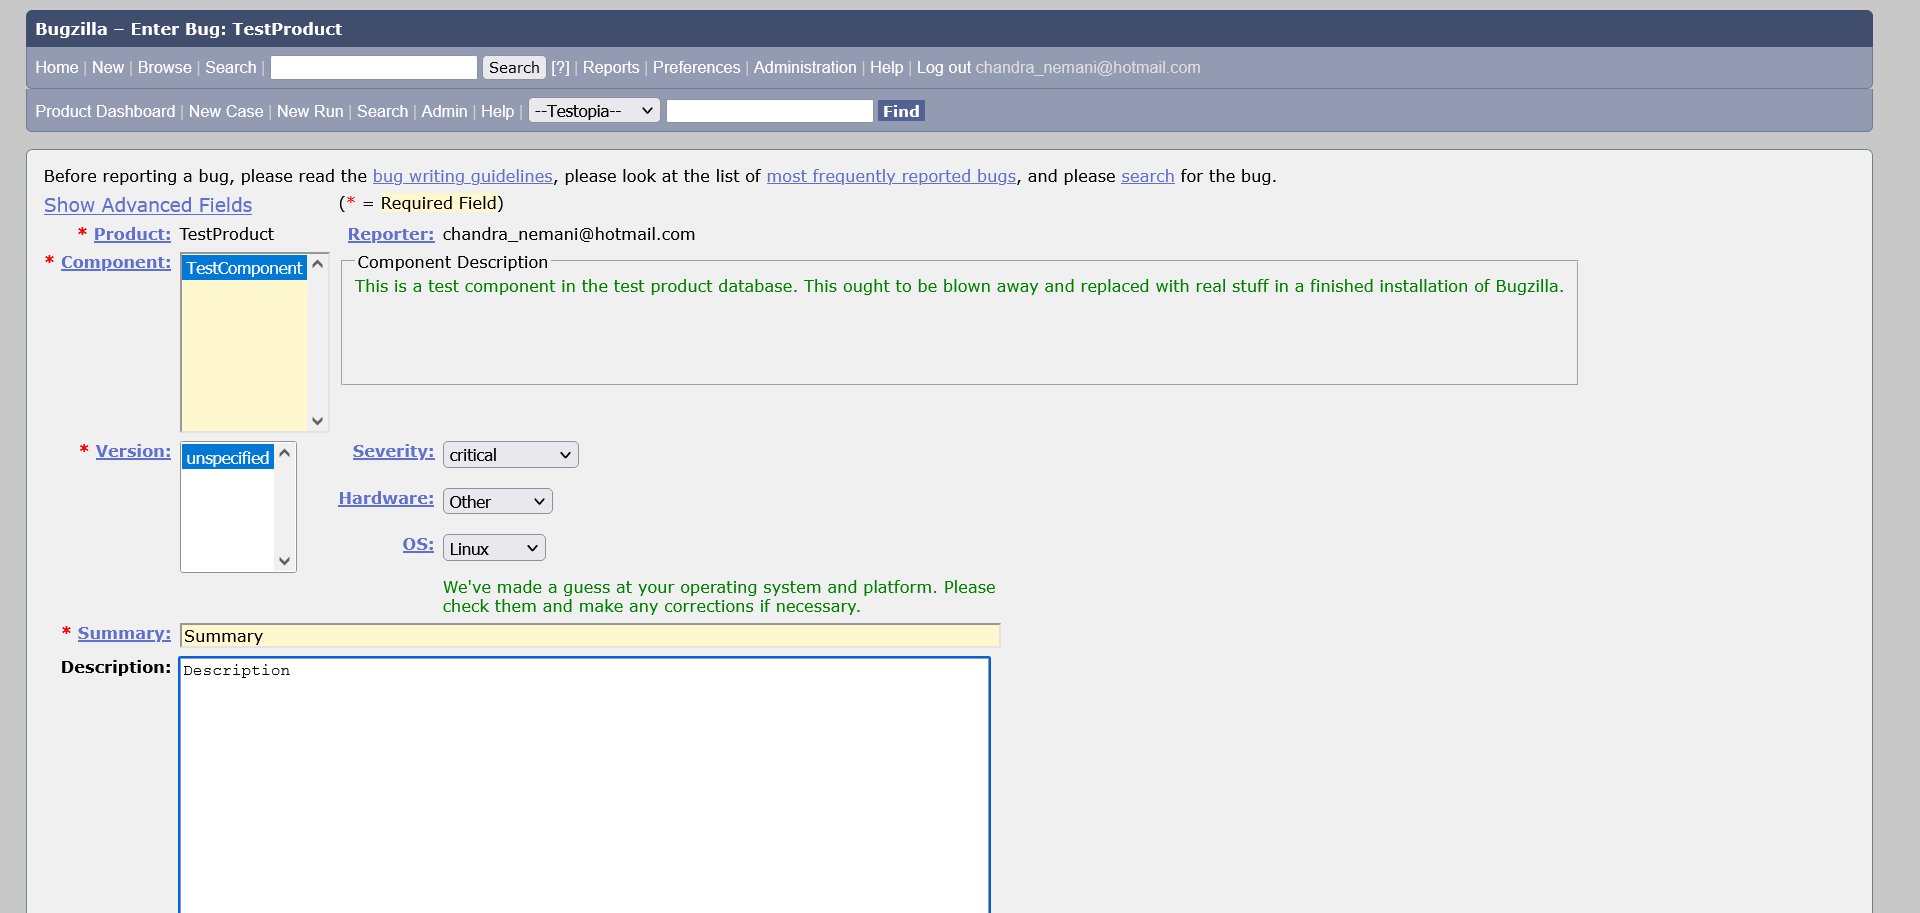 Bugzilla – Enter Bug: TestProduct
Home | New | Browse | Search | Search [?] | Reports | Preferences | Administration | Help | Log out chandra_nemani@hotmail.com
Product Dashboard | New Case | New Run | Search | Admin | Help | --Testopia-- Find
Before reporting a bug, please read the bug writing guidelines, please look at the list of most frequently reported bugs, and please search for the bug.
Show Advanced Fields (* = Required Field)
* Product: TestProduct Reporter: chandra_nemani@hotmail.com
* Component: TestComponent Component Description
This is a test component in the test product database. This ought to be blown away and replaced with real stuff in a finished installation of Bugzilla.
* Version: unspecified Severity: critical
Hardware: Other
OS: Linux
We've made a guess at your operating system and platform. Please
check them and make any corrections if necessary.
* Summary: Summary
Description: Description